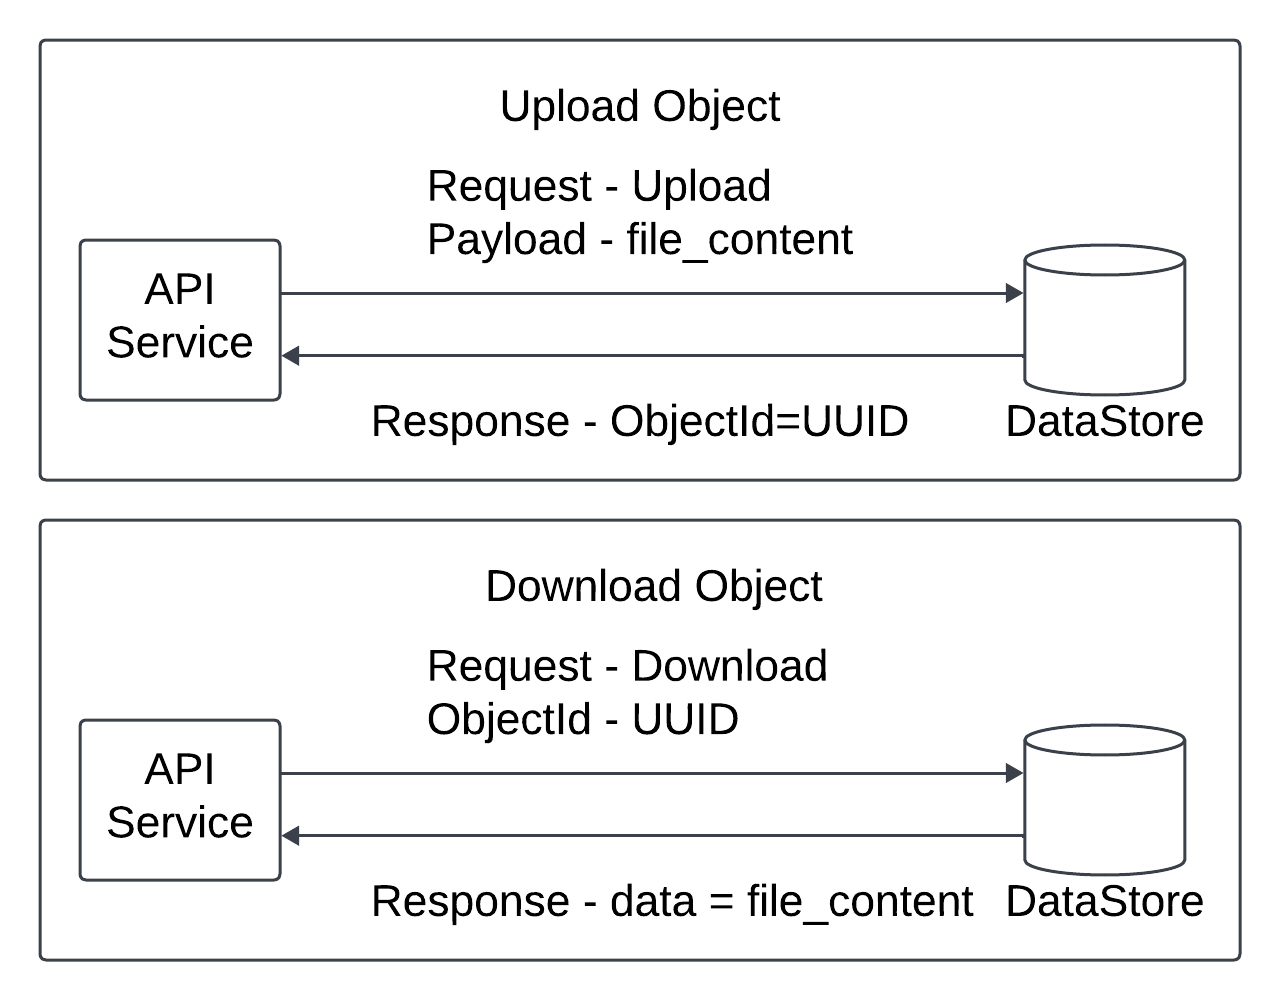 Upload Object
Request - Upload
Payload - file_content
API
Service
Response - ObjectId=UUID
DataStore
Download Object
Request - Download
ObjectId - UUID
API
Service
Response - data = file_content
DataStore